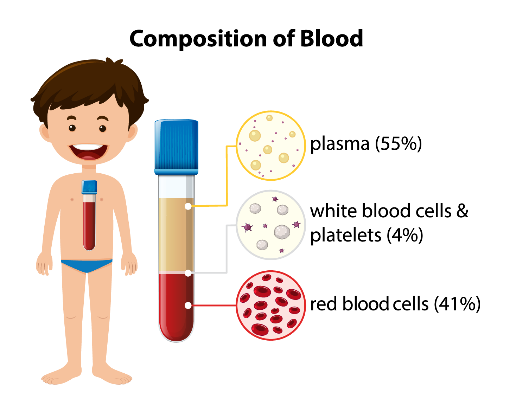 Composition of Blood
plasma (55%)
white blood cells &
platelets (4%)
red blood cells (41%)